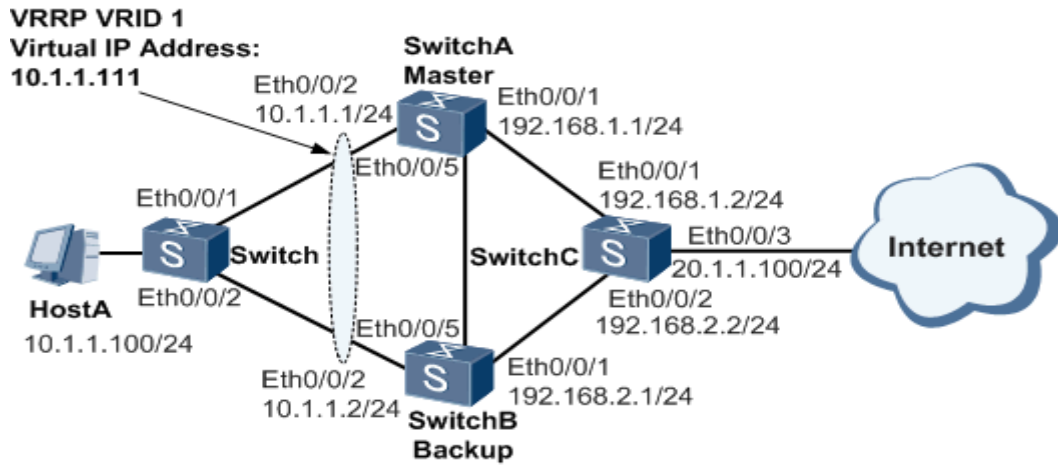 VRRP VRID 1
Virtual IP Address:
10.1.1.111
SwitchA
Master
Eth0/0/2
10.1.1.1/24
Eth0/0/1
192.168.1.1/24
Eth0/0/5
Eth0/0/1
192.168.1.2/24
Eth0/0/1
S
S
S
S
Switch
SwitchC
Eth0/0/3
20.1.1.100/24
Internet
HostA
10.1.1.100/24
Eth0/0/2
Eth0/0/2
192.168.2.2/24
Eth0/0/5
Eth0/0/2
10.1.1.2/24
Eth0/0/1
192.168.2.1/24
SwitchB
Backup